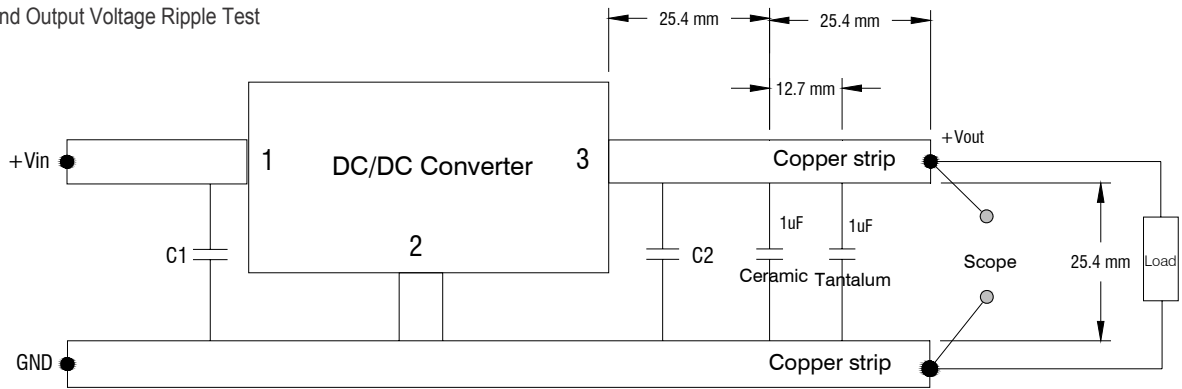 Output Voltage Ripple Test
25.4 mm
25.4 mm
12.7 mm
+Vin
1
DC/DC Converter
3
Copper strip
+Vout
2
C1
C2
1uF
1uF
Ceramic
Tantalum
Scope
25.4 mm
Load
GND
Copper strip